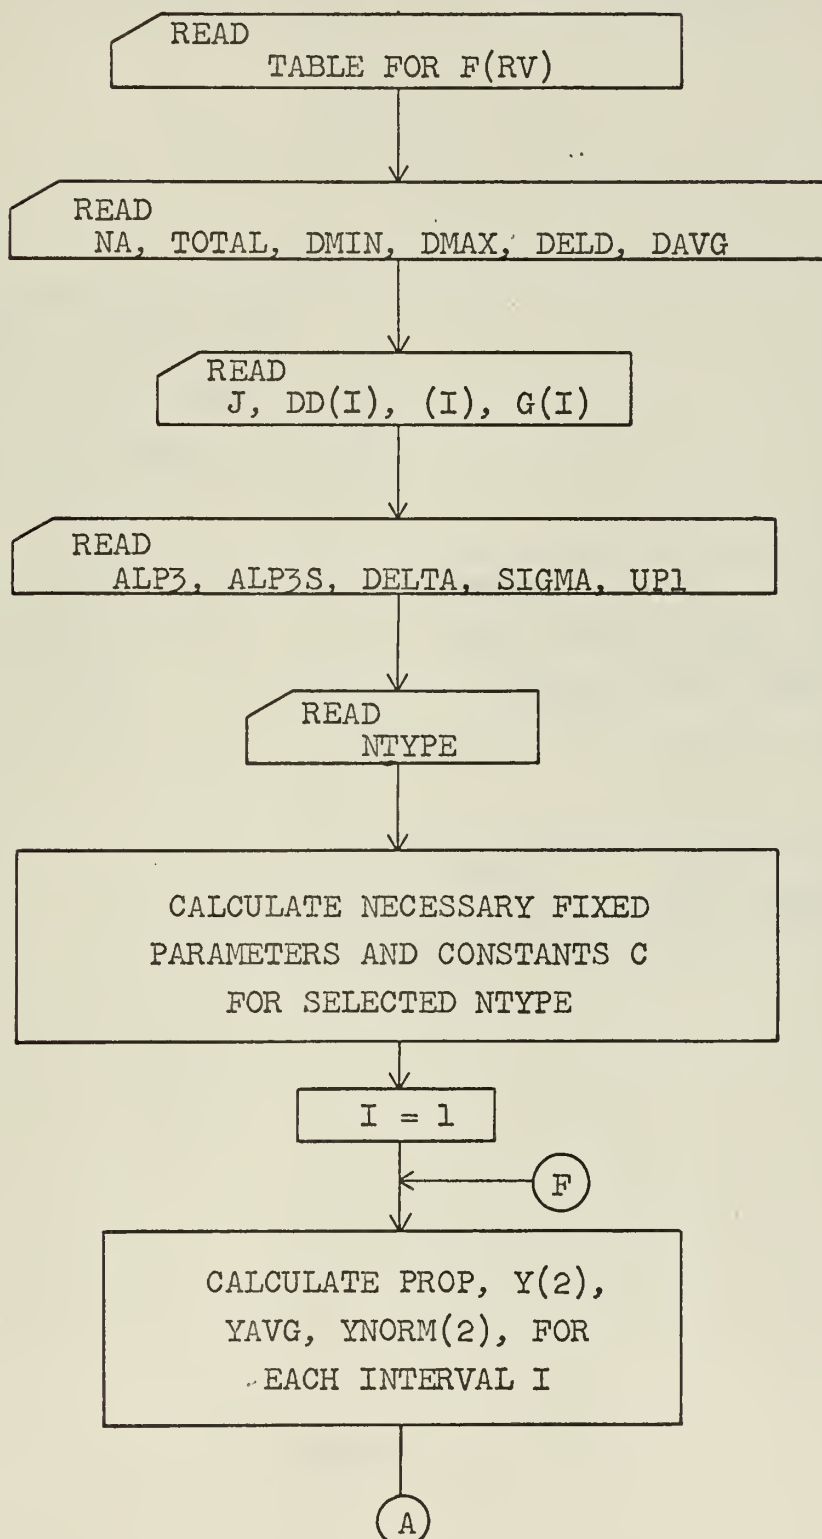 READ
TABLE FOR F(RV)
READ
NA, TOTAL, DMIN, DMAX, DELD, DAVG
READ
J, DD(I), (I), G(I)
READ
ALP3, ALP3S, DELTA, SIGMA, UP1
READ
NTYPE
CALCULATE NECESSARY FIXED
PARAMETERS AND CONSTANTS C
FOR SELECTED NTYPE
I = 1
F
CALCULATE PROP, Y(2),
YAVG, YNORM(2), FOR
EACH INTERVAL I
A